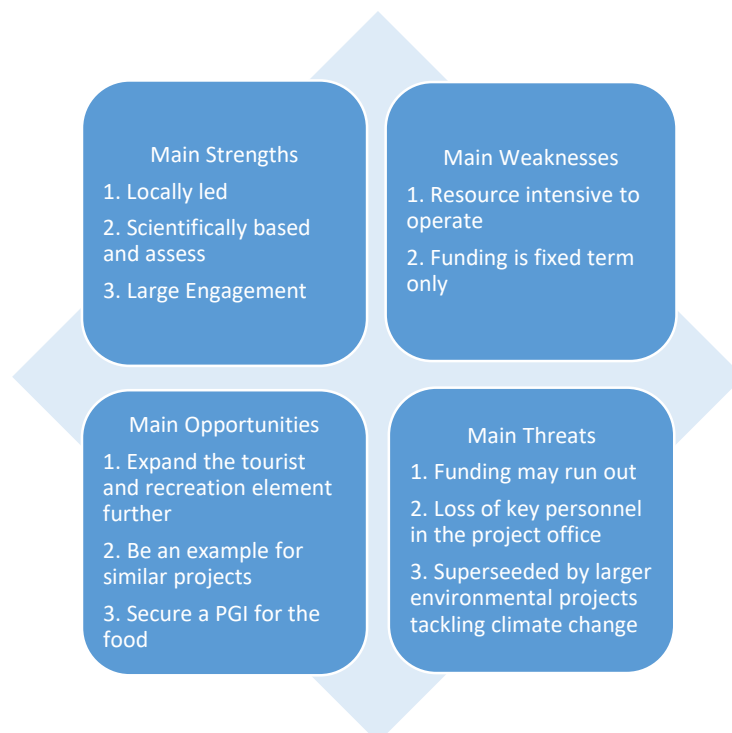 Main Strengths
1. Locally led
2. Scientifically based
and assess
3. Large Engagement
Main Weaknesses
1. Resource intensive to
operate
2. Funding is fixed term
only
Main Opportunities
1. Expand the tourist
and recreation element
further
2. Be an example for
similar projects
3. Secure a PGI for the
food
Main Threats
1. Funding may run out
2. Loss of key personnel
in the project office
3. Superseeded by larger
environmental projects
tackling climate change